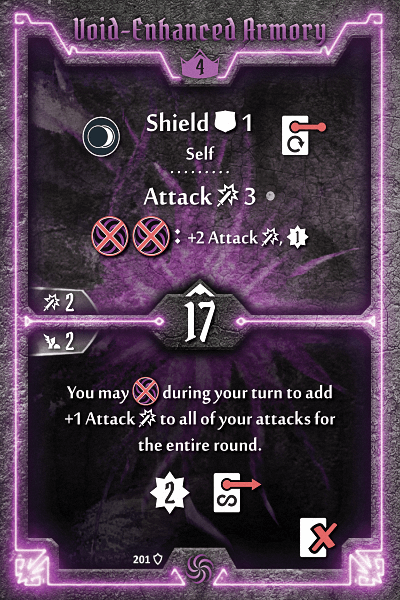 Void-Enhanced Armory
4
Shield 1
Self
Attack 3
: +2 Attack , 1
2
17
2
You may during your turn to add
+1 Attack to all of your attacks for
the entire round.
2
201